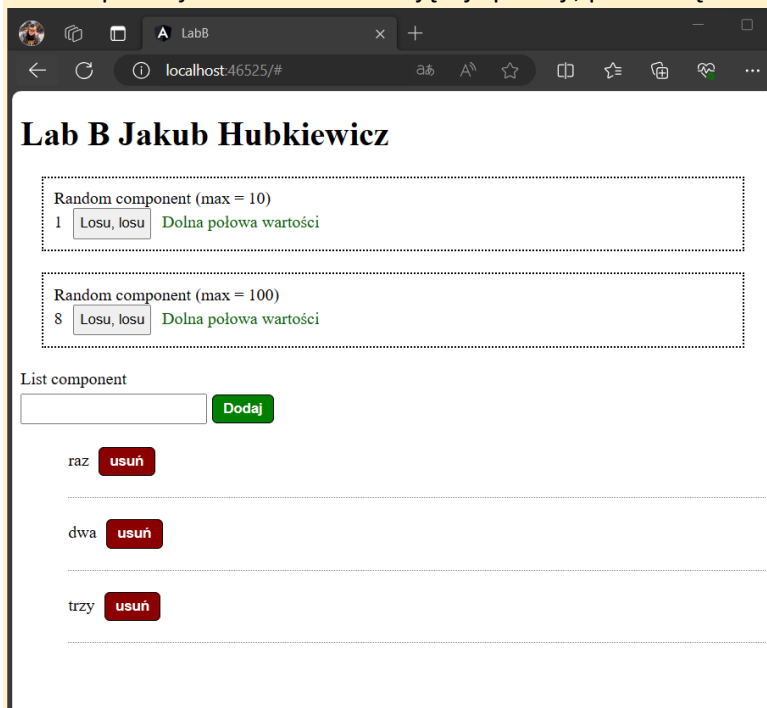 LabB
localhost:46525/#
Lab B Jakub Hubkiewicz
Random component (max = 10)
1 Losu, losu Dolna połowa wartości
Random component (max = 100)
8 Losu, losu Dolna połowa wartości
List component
Dodaj
raz usuń
dwa usuń
trzy usuń